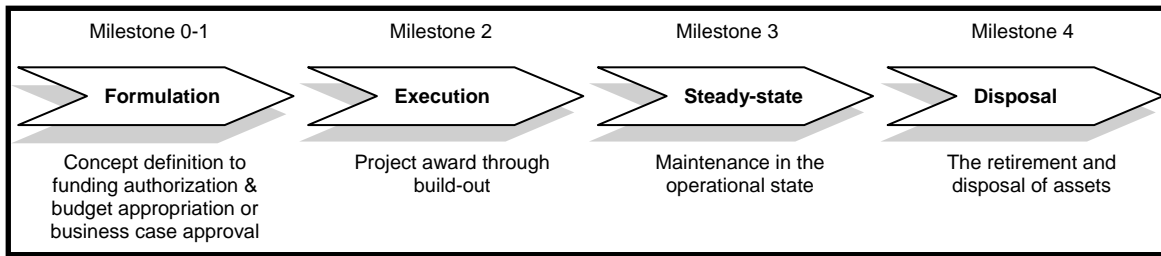 Milestone 0-1
Milestone 2
Milestone 3
Milestone 4
Formulation
Execution
Steady-state
Disposal
Concept definition to
funding authorization &
budget appropriation or
business case approval
Project award through
build-out
Maintenance in the
operational state
The retirement and
disposal of assets